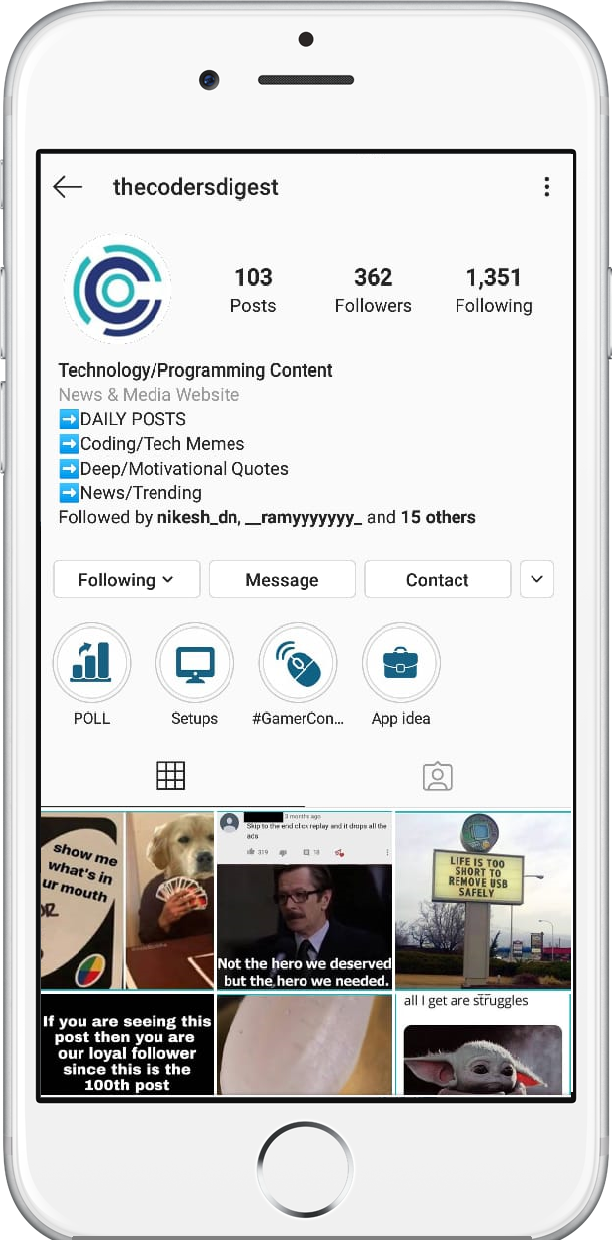 thecodersdigest
103
Posts
362
Followers
1,351
Following
Technology/Programming Content
News & Media Website
➡️DAILY POSTS
➡️Coding/Tech Memes
➡️Deep/Motivational Quotes
➡️News/Trending
Followed by nikesh_dn, __ramyyyyyyy_ and 15 others
Following
Message
Contact
POLL
Setups
#GamerCon...
App idea
show me
what's in
ur mouth
3 months ago
Skip to the end click replay and it drops all the
ads
319
18
Not the hero we deserved
but the hero we needed.
LIFE IS TOO
SHORT TO
REMOVE USB
SAFELY
If you are seeing this
post then you are
our loyal follower
since this is the
100th post
all I get are struggles